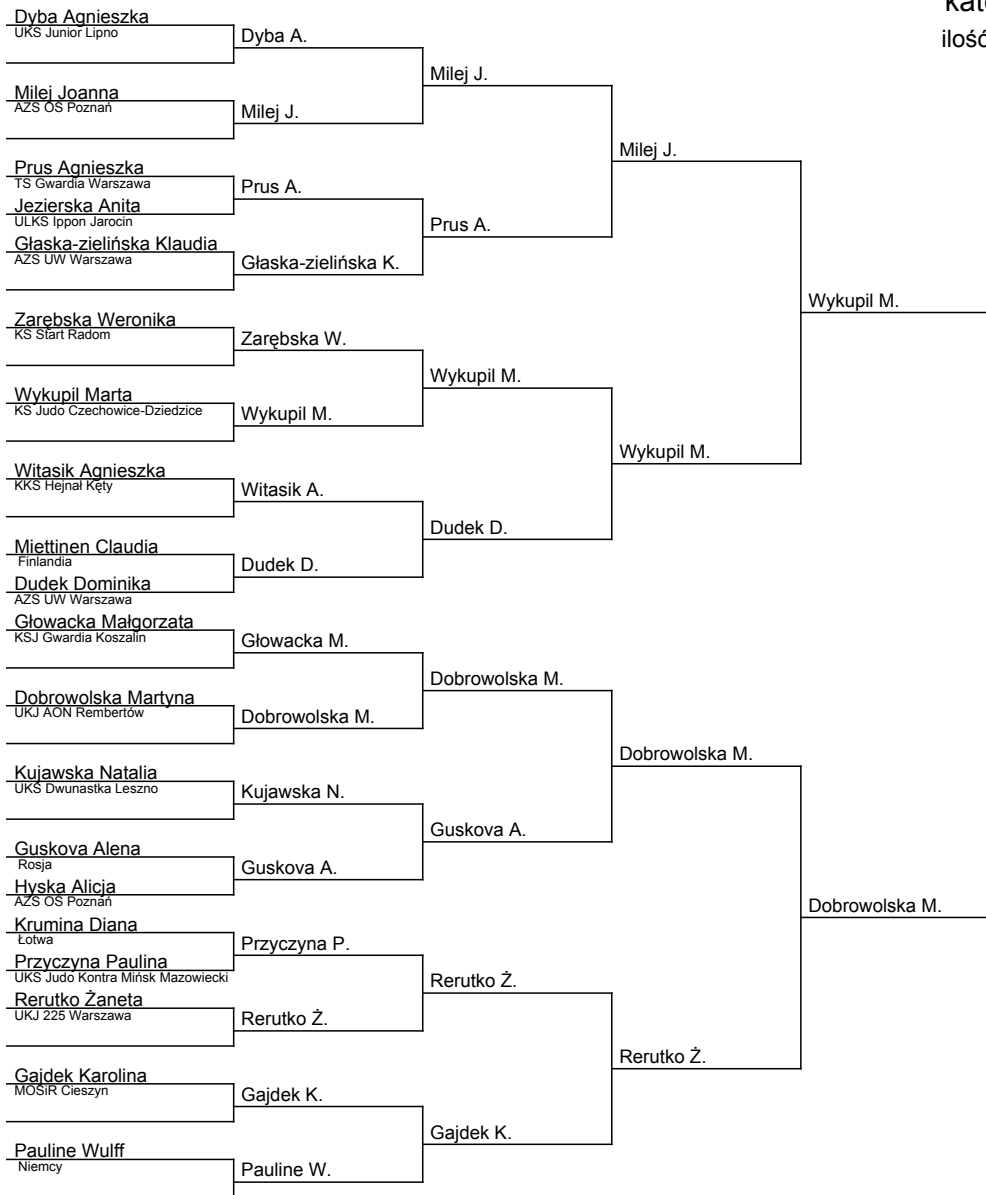 kat
ilość
Dyba Agnieszka
UKS Junior Lipno
Milej Joanna
AZS OŚ Poznań
Prus Agnieszka
TS Gwardia Warszawa
Jezierska Anita
ULKS Ippon Jarocin
Głaska-zielińska Klaudia
AZS UW Warszawa
Zarębska Weronika
KS Start Radom
Wykupil Marta
KS Judo Czechowice-Dziedzice
Witasik Agnieszka
KKS Hejnał Kęty
Miettinen Claudia
Finlandia
Dudek Dominika
AZS UW Warszawa
Głowacka Małgorzata
KSJ Gwardia Koszalin
Dobrowolska Martyna
UKJ AON Rembertów
Kujawska Natalia
UKS Dwunastka Leszno
Guskova Alena
Rosja
Hyska Alicja
AZS OŚ Poznań
Krumina Diana
Łotwa
Przyczyna Paulina
UKS Judo Kontra Mińsk Mazowiecki
Rerutko Żaneta
UKJ 225 Warszawa
Gajdek Karolina
MOSiR Cieszyn
Pauline Wulff
Niemcy
Dyba A.
Milej J.
Prus A.
Głaska-zielińska K.
Zarębska W.
Wykupil M.
Witasik A.
Dudek D.
Głowacka M.
Dobrowolska M.
Kujawska N.
Guskova A.
Przyczyna P.
Rerutko Ż.
Gajdek K.
Pauline W.
Milej J.
Prus A.
Wykupil M.
Dudek D.
Dobrowolska M.
Guskova A.
Rerutko Ż.
Gajdek K.
Milej J.
Wykupil M.
Dobrowolska M.
Rerutko Ż.
Wykupil M.
Dobrowolska M.